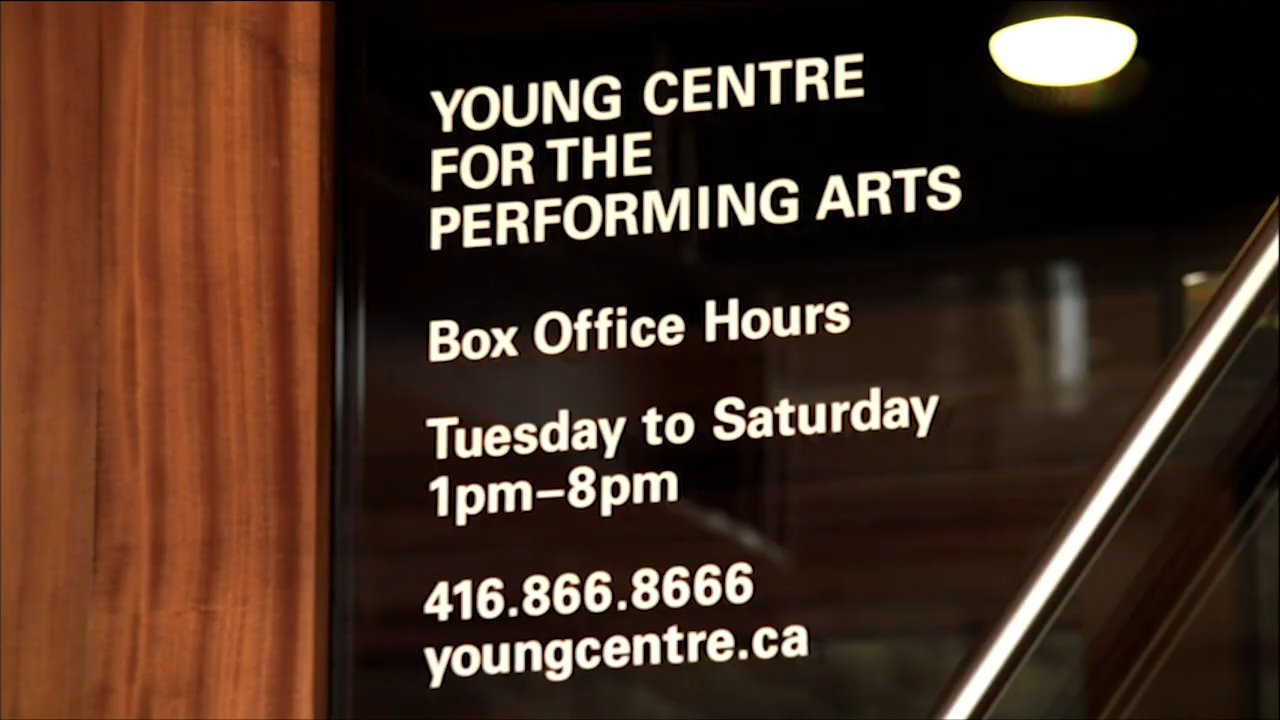 YOUNG CENTRE
FOR THE
PERFORMING ARTS
Box Office Hours
Tuesday to Saturday
1pm–8pm
416.866.8666
youngcentre.ca